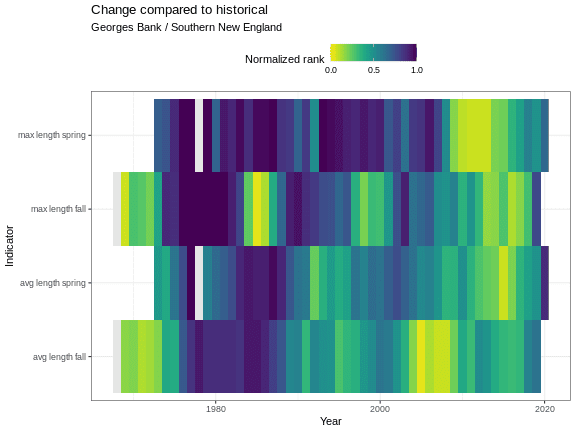 Change compared to historical
Georges Bank / Southern New England
Normalized rank
0.0 0.5 1.0
max length spring
max length fall
avg length spring
avg length fall
Indicator
1980 2000 2020
Year